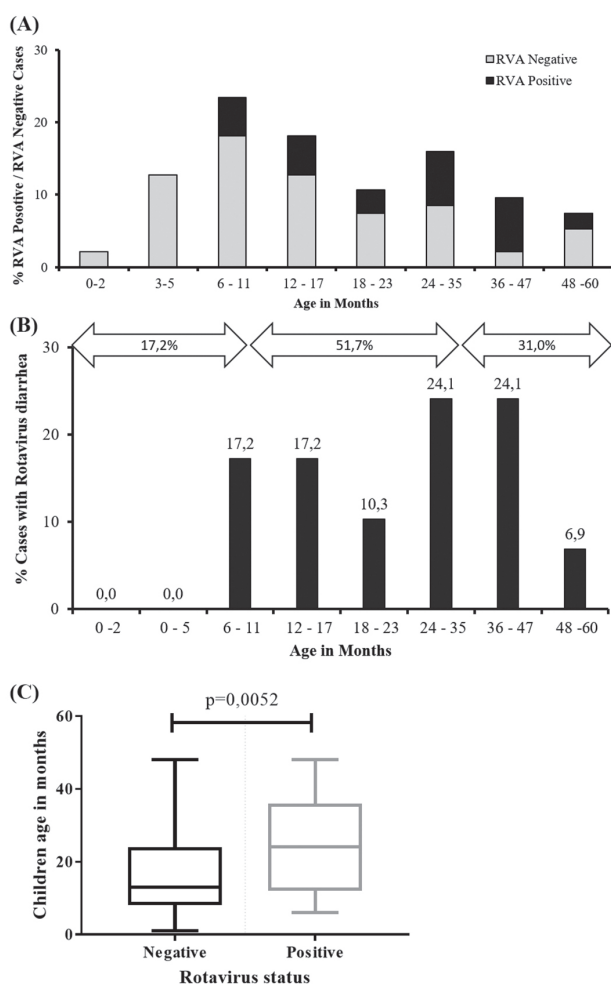 (A)
% RVA Posotive / RVA Negative Cases
30
20
10
0
RVA Negative
RVA Positive
0-2 3-5 6 - 11 12 - 17 18 - 23 24 - 35 36 - 47 48 -60
Age in Months
(B)
% Cases with Rotavirus diarrhea
17,2% 51,7% 31,0%
30
20
10
0
0,0 0,0 17,2 17,2 10,3 24,1 24,1 6,9
0 -2 0 - 5 6 - 11 12 - 17 18 -23 24 - 35 36 - 47 48 -60
Age in Months
(C)
p=0,0052
Children age in months
60
40
20
0
Negative Positive
Rotavirus status